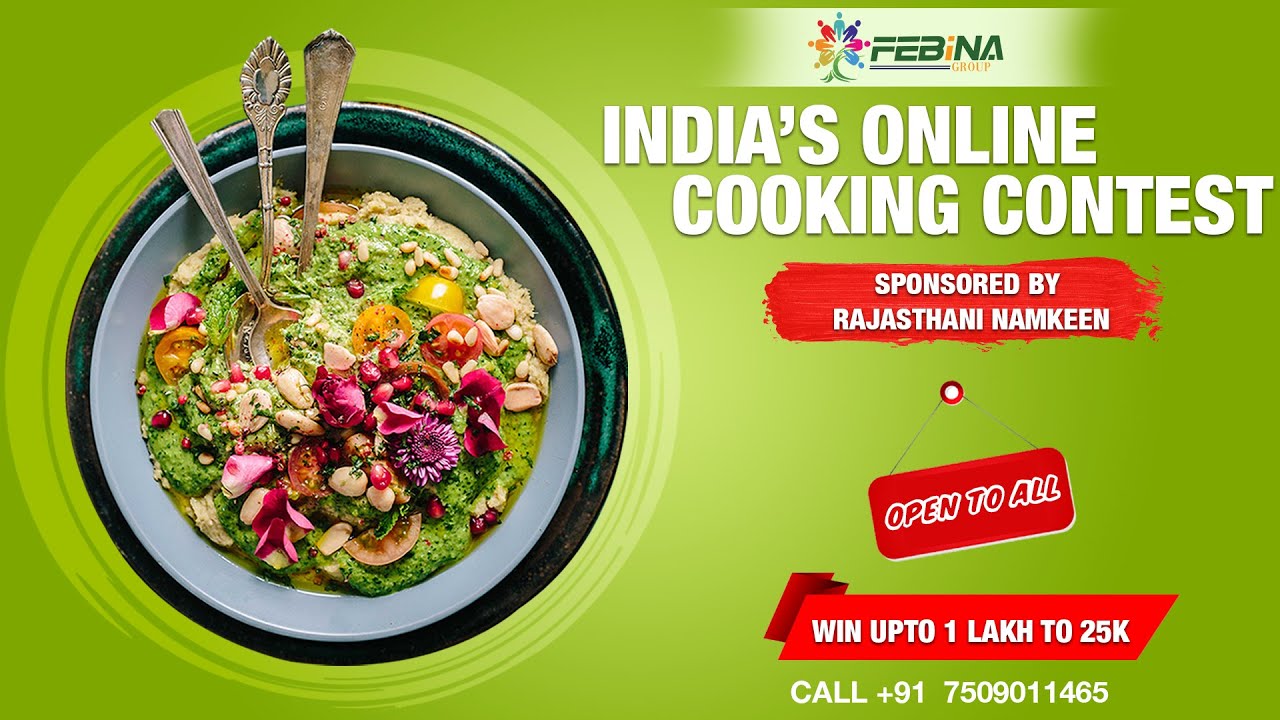 FEBiNA
GROUP
INDIA'S ONLINE
COOKING CONTEST
SPONSORED BY
RAJASTHANI NAMKEEN
OPEN TO ALL
WIN UPTO 1 LAKH TO 25K
CALL +91 7509011465